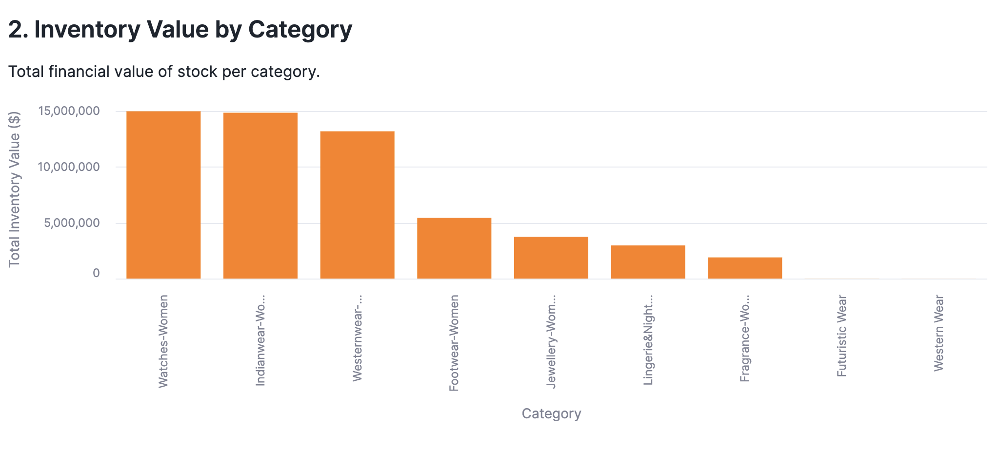 2. Inventory Value by Category
Total financial value of stock per category.
Total Inventory Value ($)
15,000,000
10,000,000
5,000,000
0
Watches-Women
Indianwear-Wo...
Westernwear-...
Footwear-Women
Jewellery-Wom...
Lingerie&Night...
Fragrance-Wo...
Futuristic Wear
Western Wear
Category